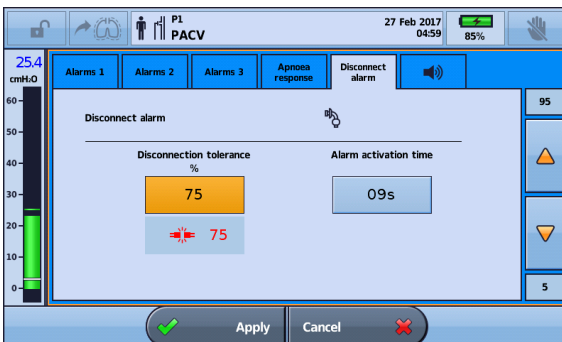 P1
PACV
27 Feb 2017
04:59
85%
25.4
cmH₂O
Alarms 1
Alarms 2
Alarms 3
Apnoea
response
Disconnect
alarm
60
50
40
30
20
10
0
Disconnect alarm
Disconnection tolerance
%
75
75
Alarm activation time
09s
95
5
Apply
Cancel